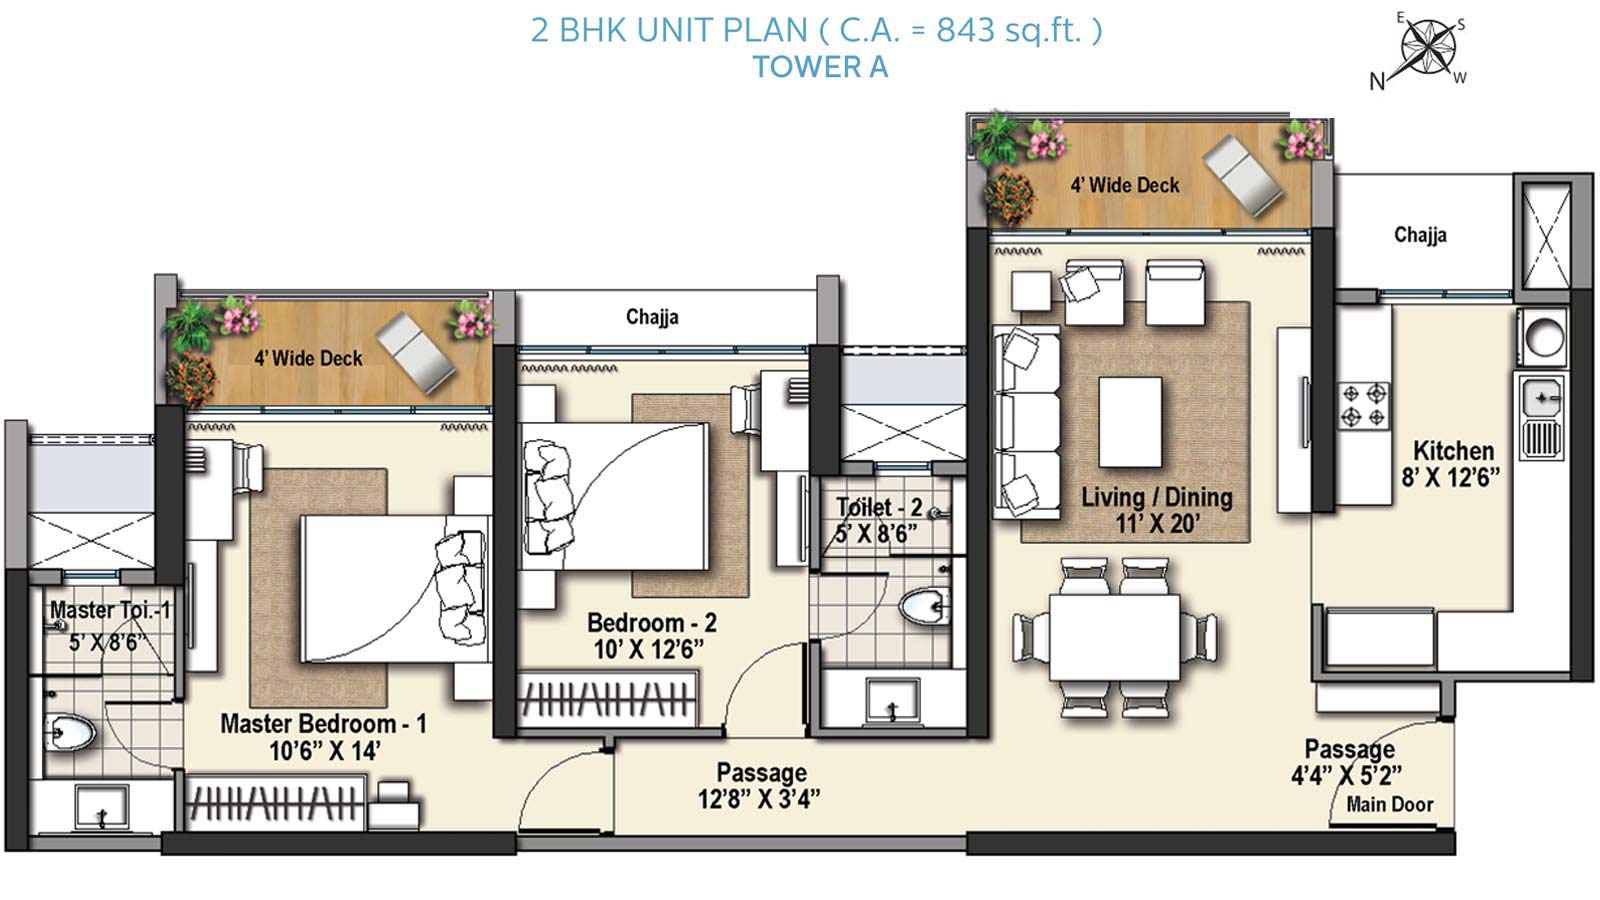 2 BHK UNIT PLAN ( C.A. = 843 sq.ft. )
TOWER A
E
S
N
W
4’ Wide Deck
Chajja
Chajja
4’ Wide Deck
Kitchen
8’ X 12’6”
Living / Dining
11’ X 20’
Toilet - 2
5’ X 8’6”
Master Toi.-1
5’ X 8’6”
Bedroom - 2
10’ X 12’6”
Master Bedroom - 1
10’6” X 14’
Passage
12’8” X 3’4”
Passage
4’4” X 5’2”
Main Door